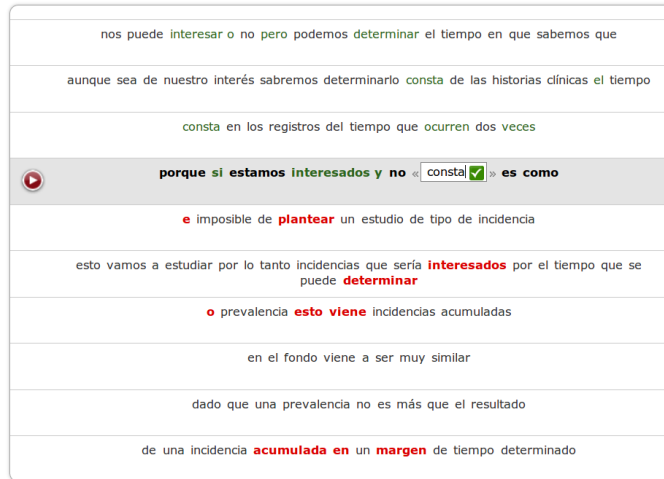 nos puede interesar o no pero podemos determinar el tiempo en que sabemos que
aunque sea de nuestro interés sabremos determinarlo consta de las historias clínicas el tiempo
consta en los registros del tiempo que ocurren dos veces
porque si estamos interesados y no « consta » es como
e imposible de plantear un estudio de tipo de incidencia
esto vamos a estudiar por lo tanto incidencias que sería interesados por el tiempo que se
puede determinar
o prevalencia esto viene incidencias acumuladas
en el fondo viene a ser muy similar
dado que una prevalencia no es más que el resultado
de una incidencia acumulada en un margen de tiempo determinado